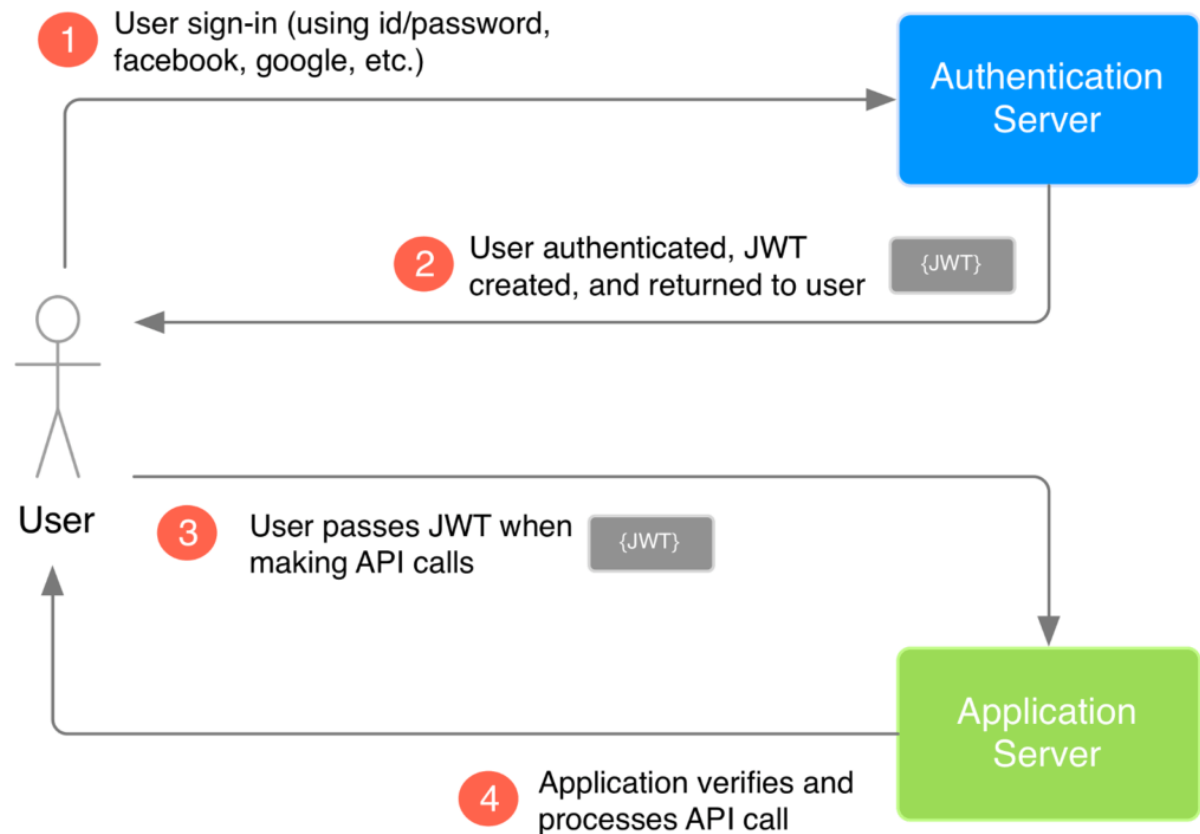 1
User sign-in (using id/password,
facebook, google, etc.)
Authentication
Server
2
User authenticated, JWT
created, and returned to user
{JWT}
User
3
User passes JWT when
making API calls
{JWT}
Application
Server
4
Application verifies and
processes API call